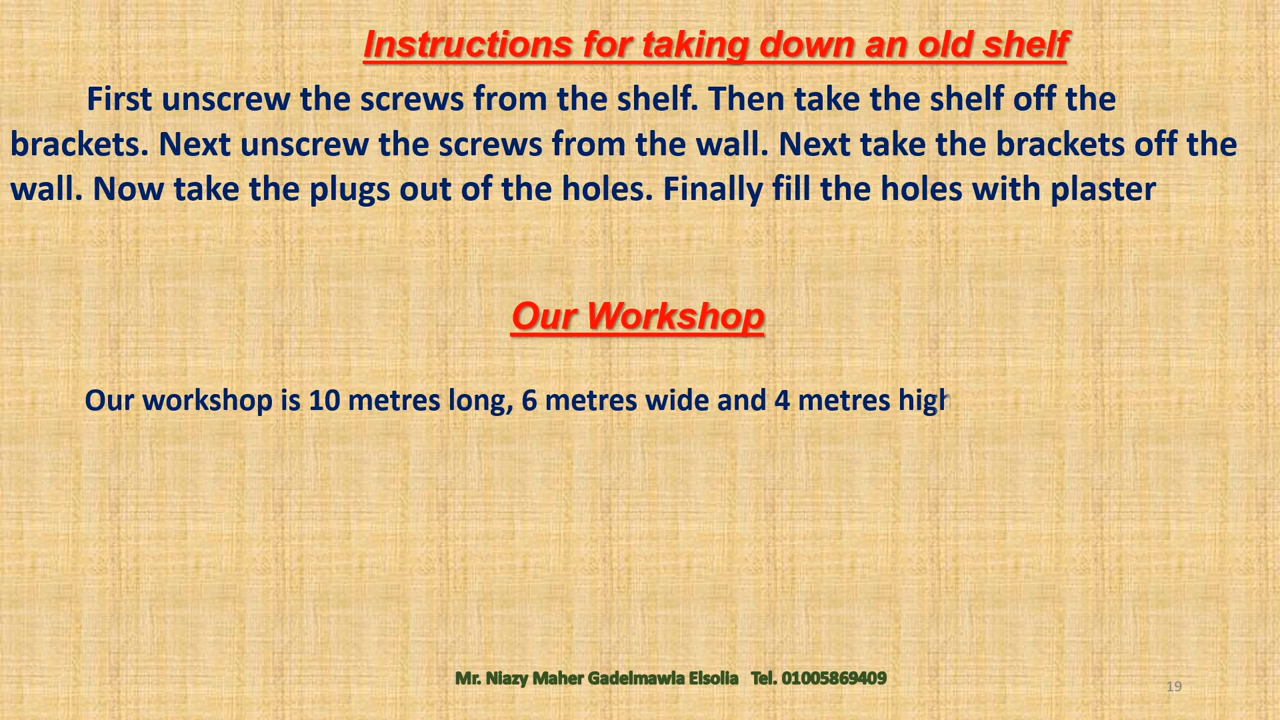 Instructions for taking down an old shelf
First unscrew the screws from the shelf. Then take the shelf off the
brackets. Next unscrew the screws from the wall. Next take the brackets off the
wall. Now take the plugs out of the holes. Finally fill the holes with plaster
Our Workshop
Our workshop is 10 metres long, 6 metres wide and 4 metres high
Mr. Niazy Maher Gadelmawla Elsolia Tel. 01005869409
19